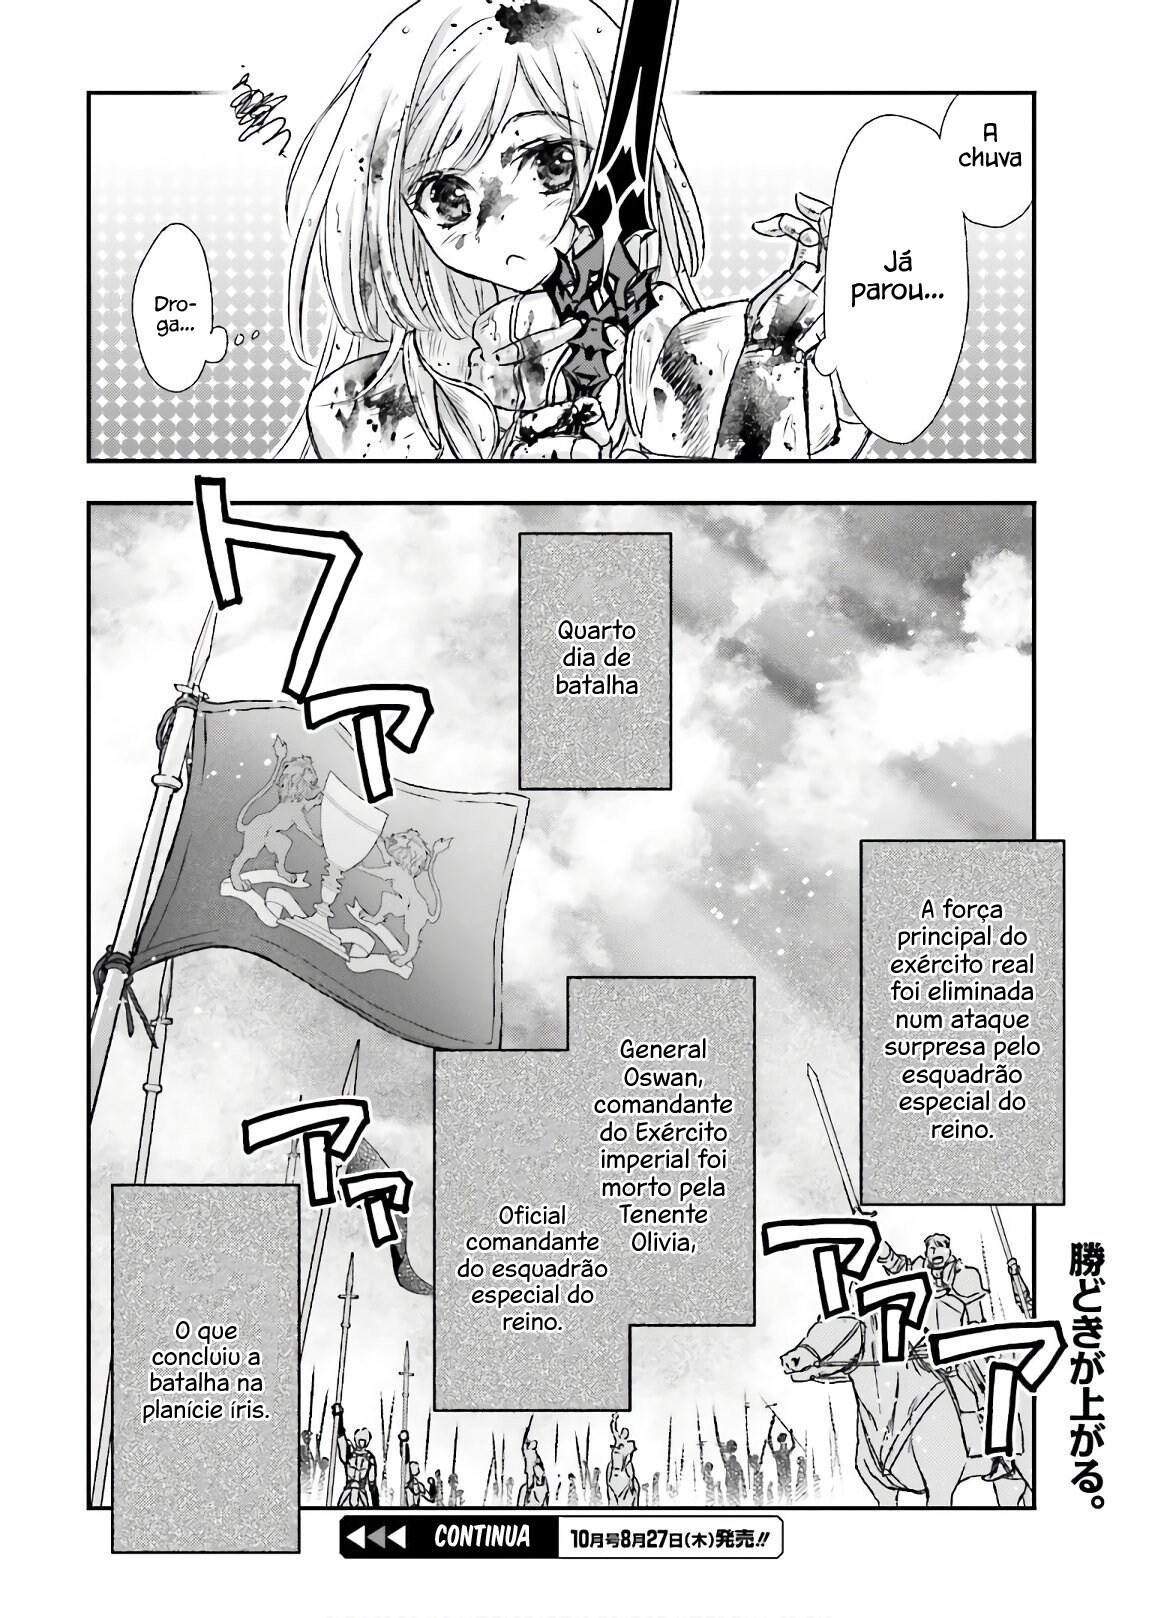 A
chuva
Já
parou...
Dro-
ga...
トァ
Quarto
dia de
batalha
A força
principal do
exército real
foi eliminada
num ataque
surpresa pelo
esquadrão
especial do
reino.
General
Oswan,
comandante
do Exército
imperial foi
morto pela
Tenente
Olivia,
Oficial
comandante
do esquadrão
especial do
reino.
アァ
アァア
O que
concluiu a
batalha na
planície íris.
勝どきが上がる。
CONTINUA
10月号8月27日(木)発売!!